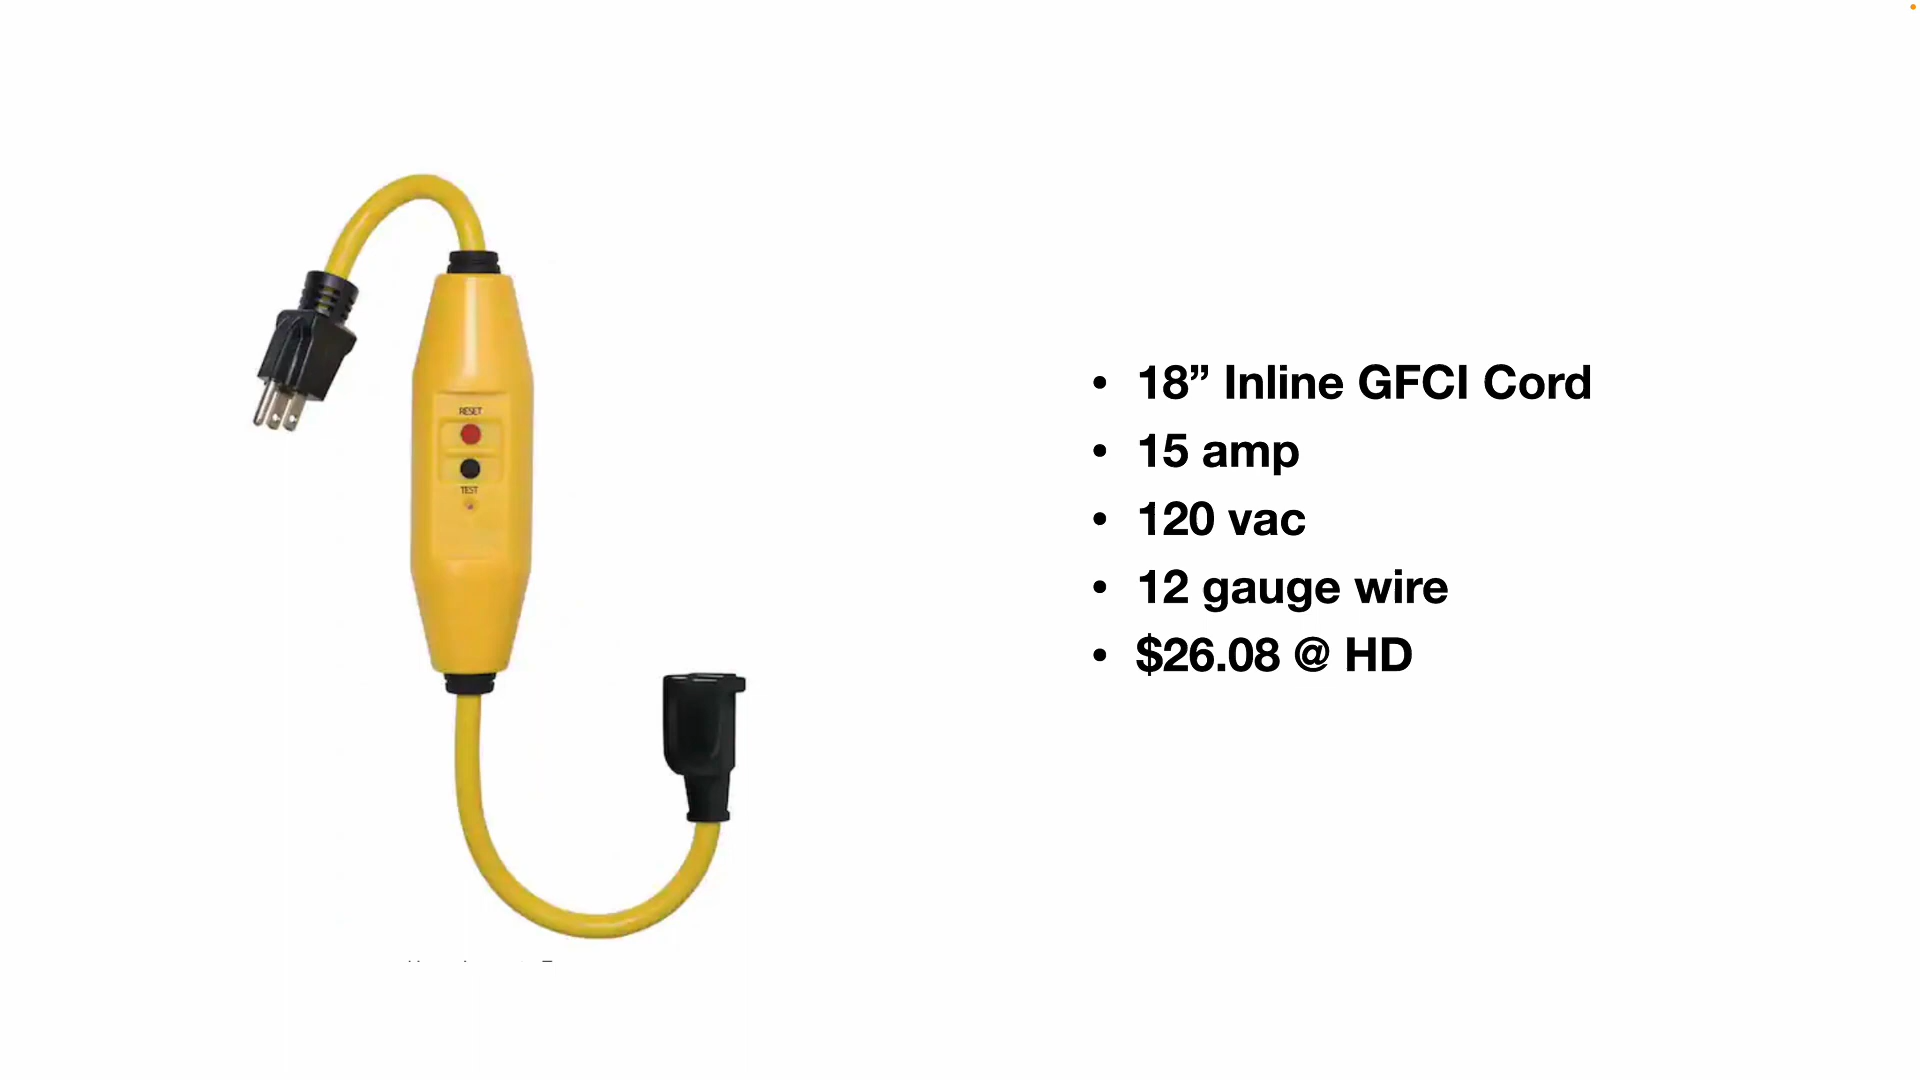 RESET
TEST
• 18” Inline GFCI Cord
• 15 amp
• 120 vac
• 12 gauge wire
• $26.08 @ HD